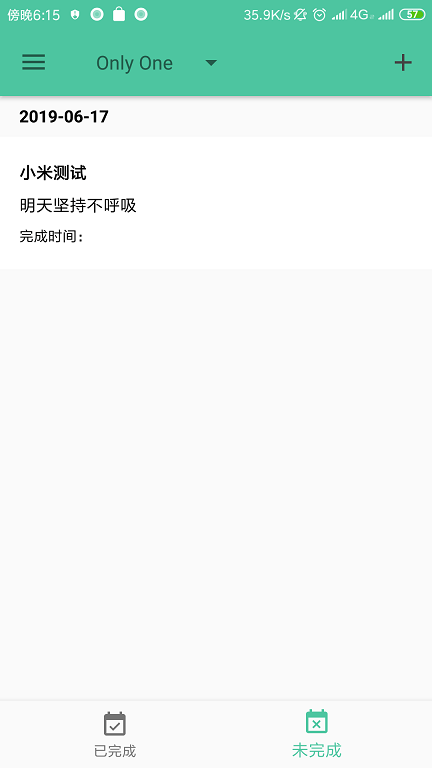 傍晚6:15 35.9K/s 4G 57
Only One
2019-06-17
小米测试
明天坚持不呼吸
完成时间：
已完成 未完成